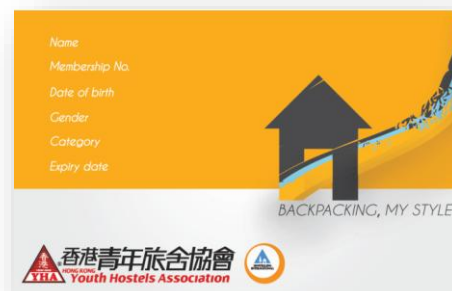 Name
Membership No.
Date of birth
Gender
Category
Expiry date
BACKPACKING, MY STYLE
YHA
香港青年旅舍協會
HONG KONG
Youth Hostels Association